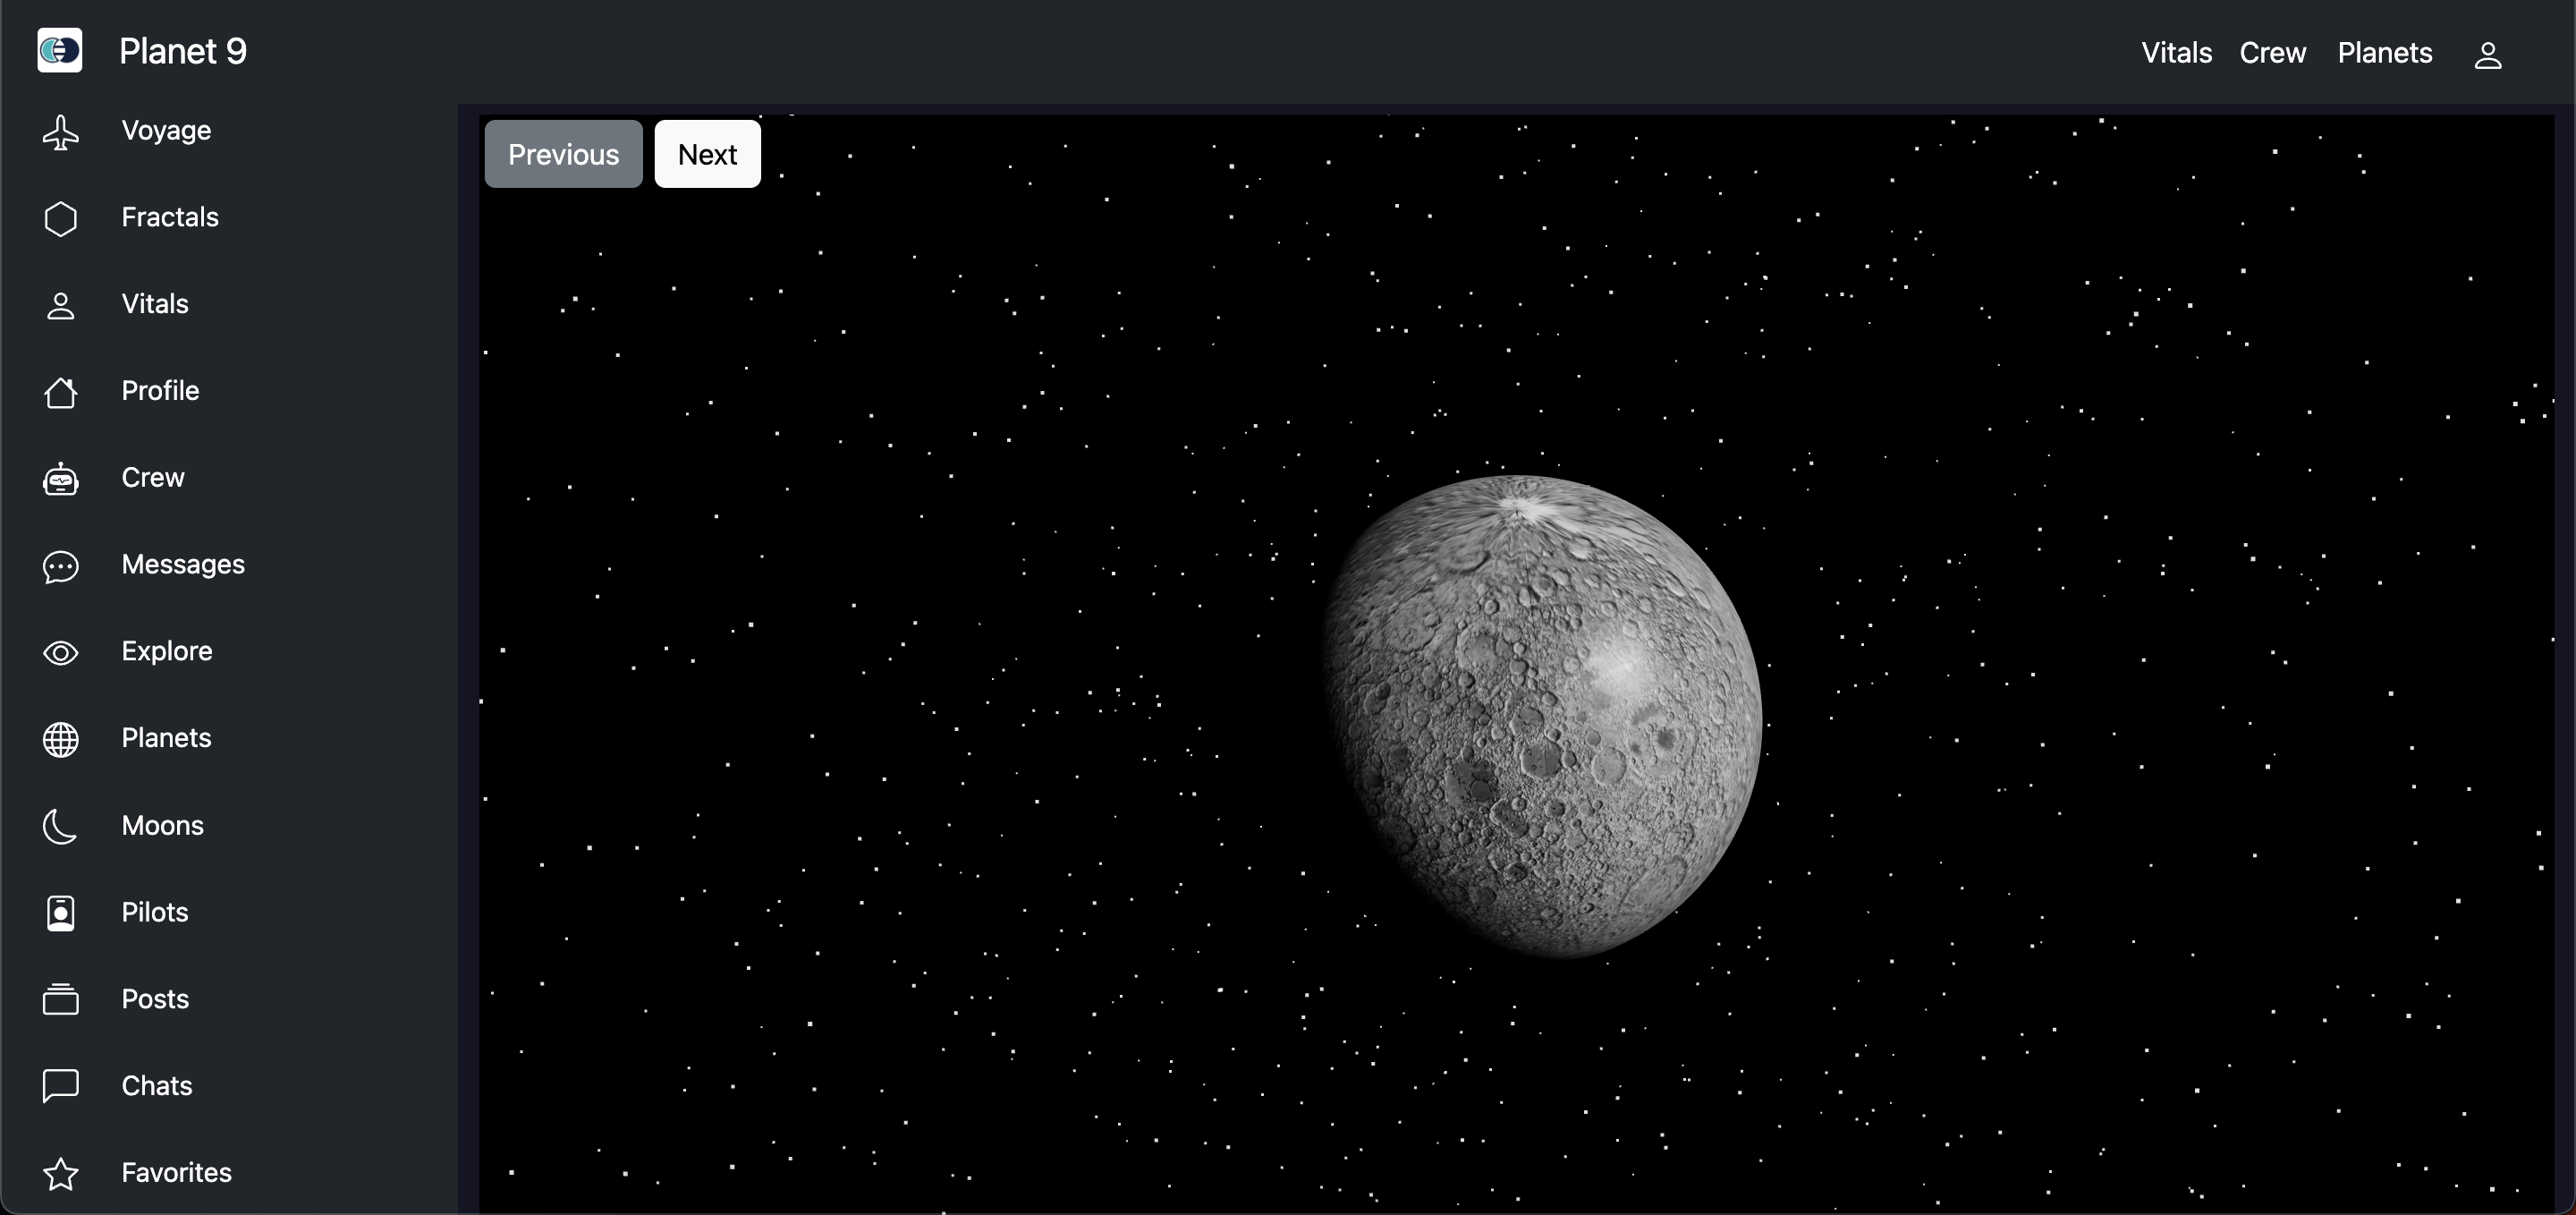 Planet 9
Vitals Crew Planets
Voyage
Fractals
Vitals
Profile
Crew
Messages
Explore
Planets
Moons
Pilots
Posts
Chats
Favorites
Previous Next